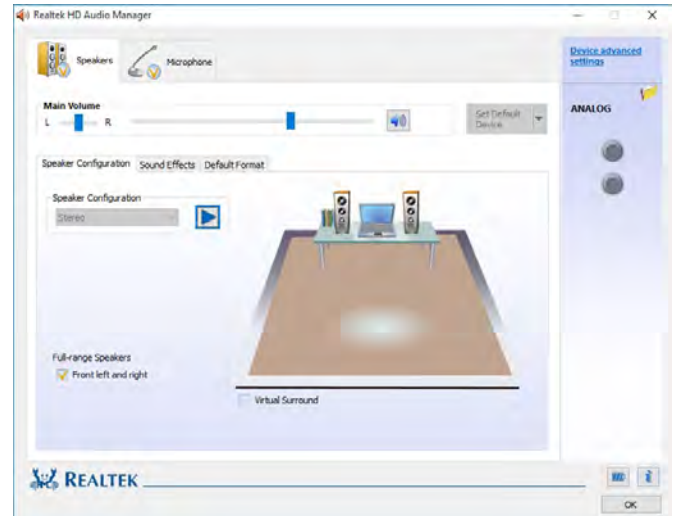 Realtek HD Audio Manager
Speakers
Microphone
Device advanced
settings
Main Volume
L R
Set Default
Device
ANALOG
Speaker Configuration Sound Effects Default Format
Speaker Configuration
Stereo
Full-range Speakers
Front left and right
Virtual Surround
REALTEK
OK